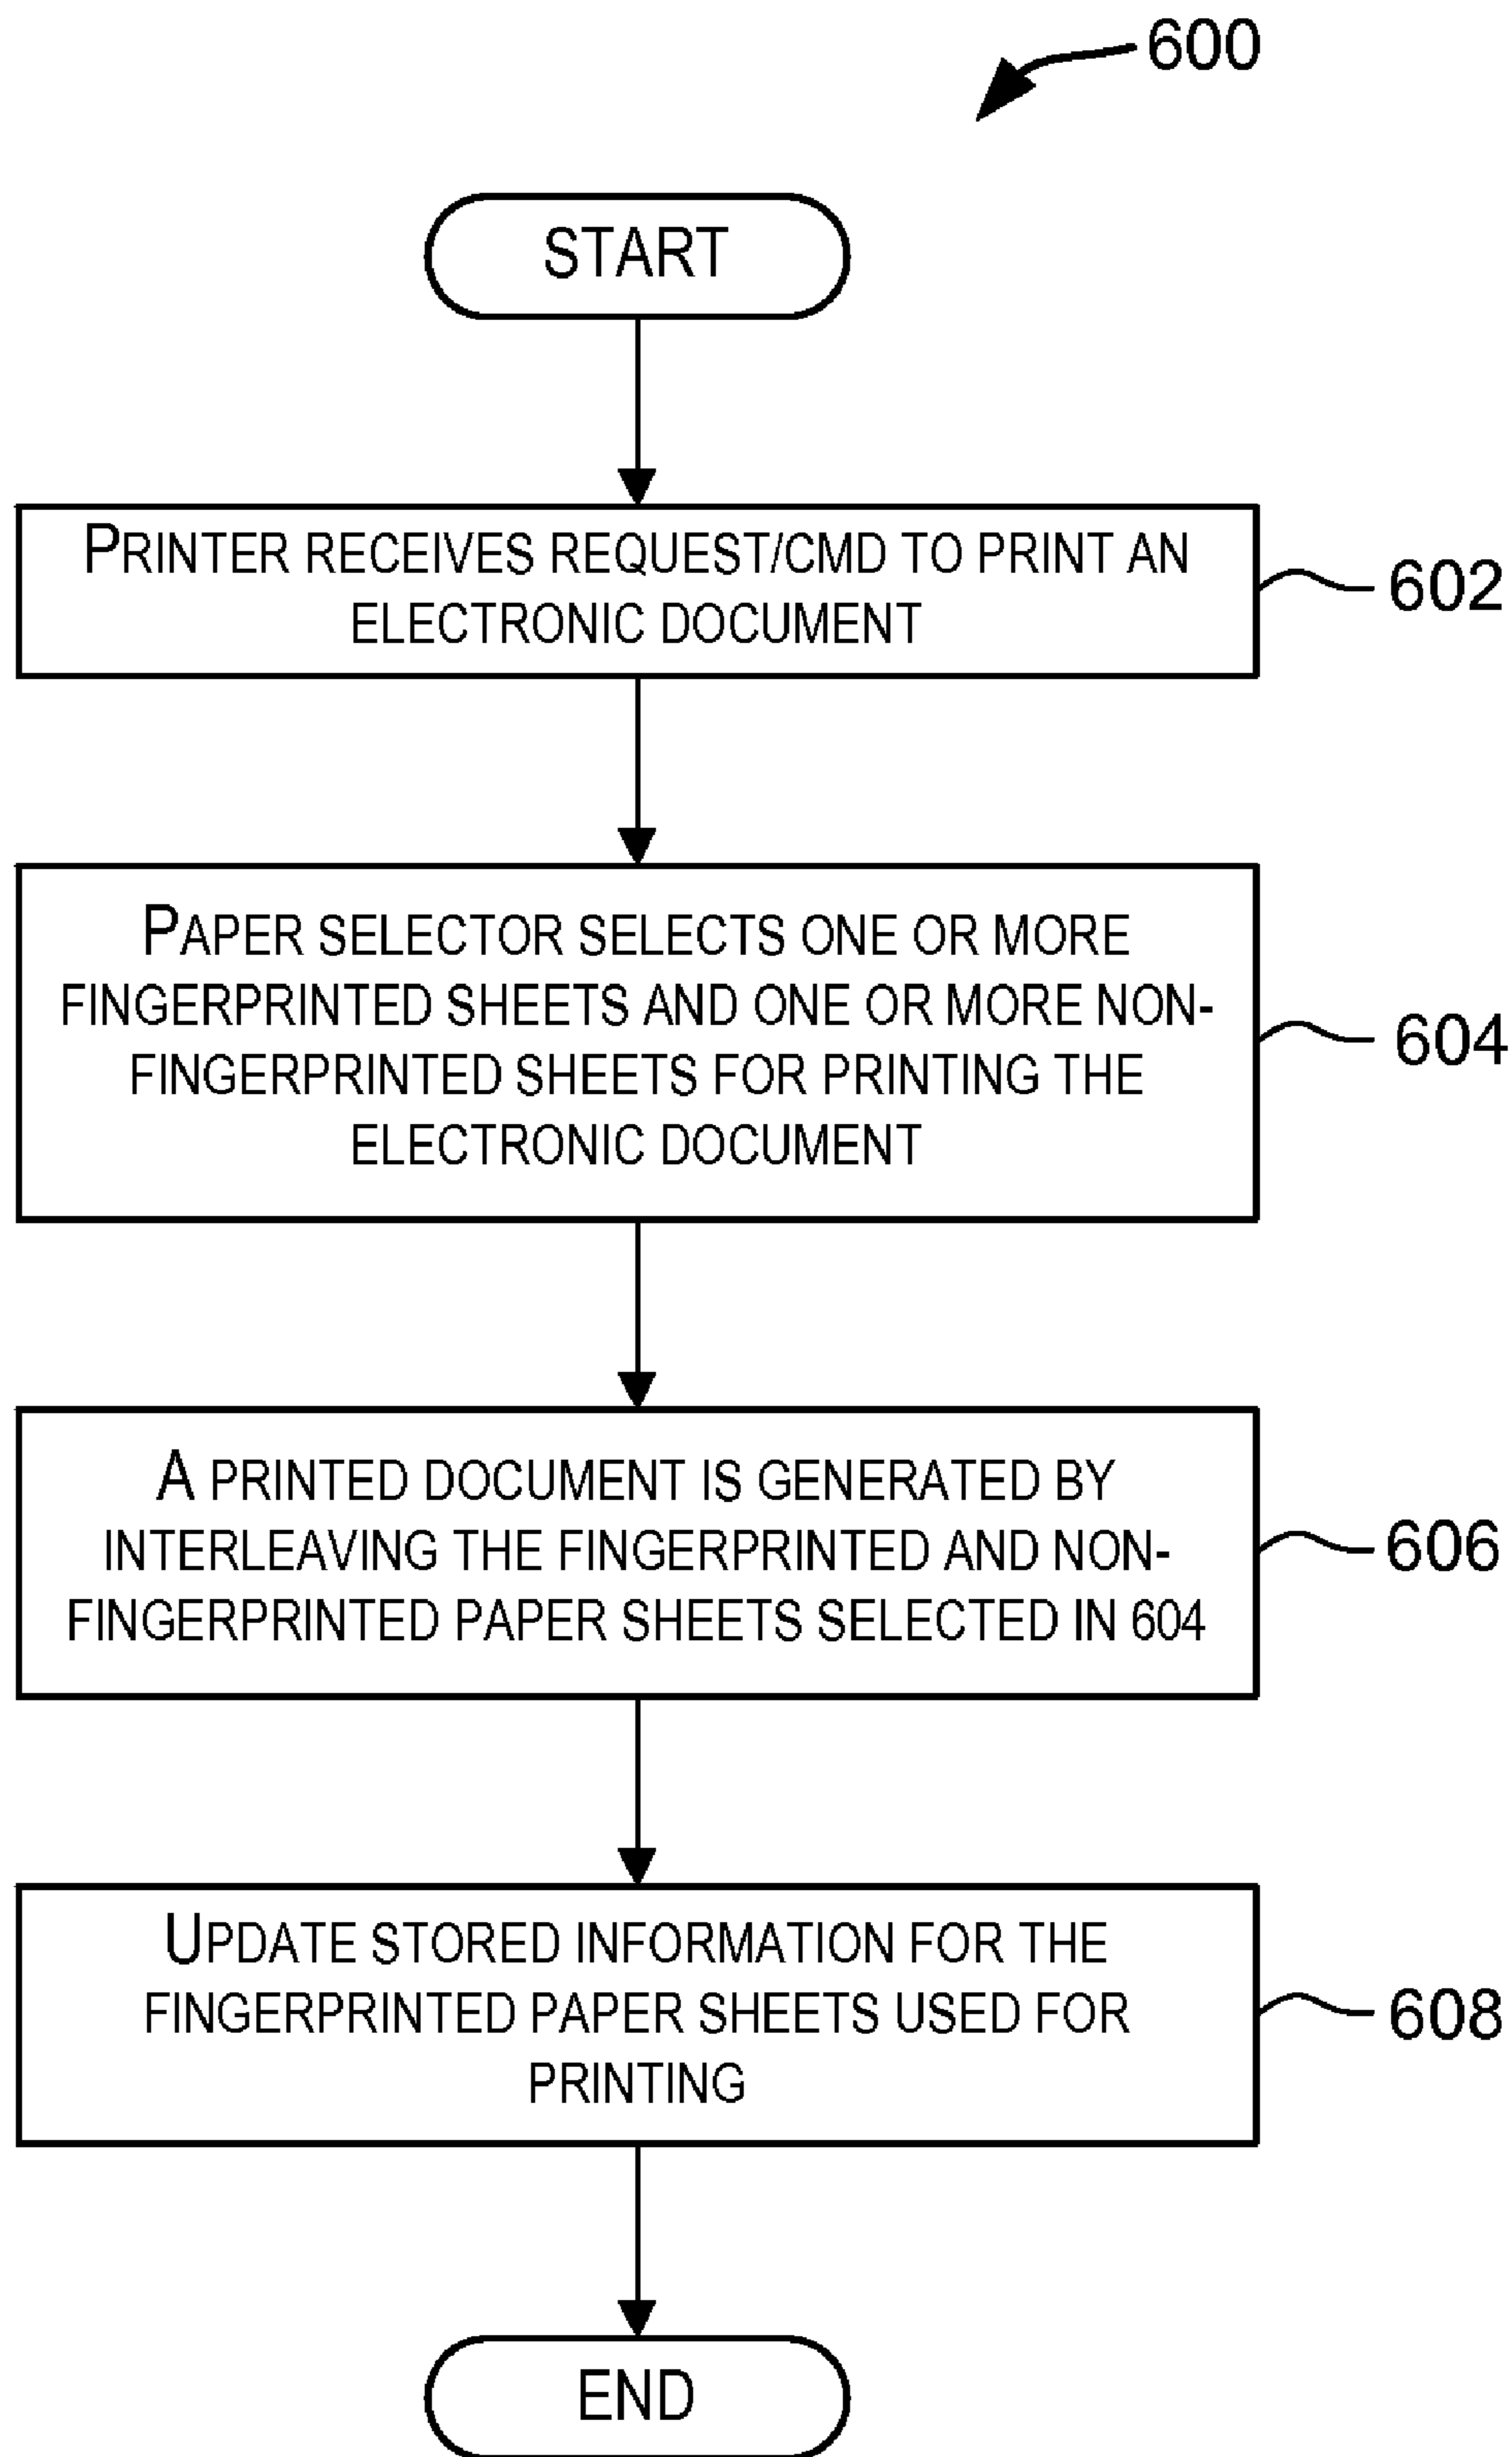 600
START
PRINTER RECEIVES REQUEST/CMD TO PRINT AN
ELECTRONIC DOCUMENT
602
PAPER SELECTOR SELECTS ONE OR MORE
FINGERPRINTED SHEETS AND ONE OR MORE NON-
FINGERPRINTED SHEETS FOR PRINTING THE
ELECTRONIC DOCUMENT
604
A PRINTED DOCUMENT IS GENERATED BY
INTERLEAVING THE FINGERPRINTED AND NON-
FINGERPRINTED PAPER SHEETS SELECTED IN 604
606
UPDATE STORED INFORMATION FOR THE
FINGERPRINTED PAPER SHEETS USED FOR
PRINTING
608
END